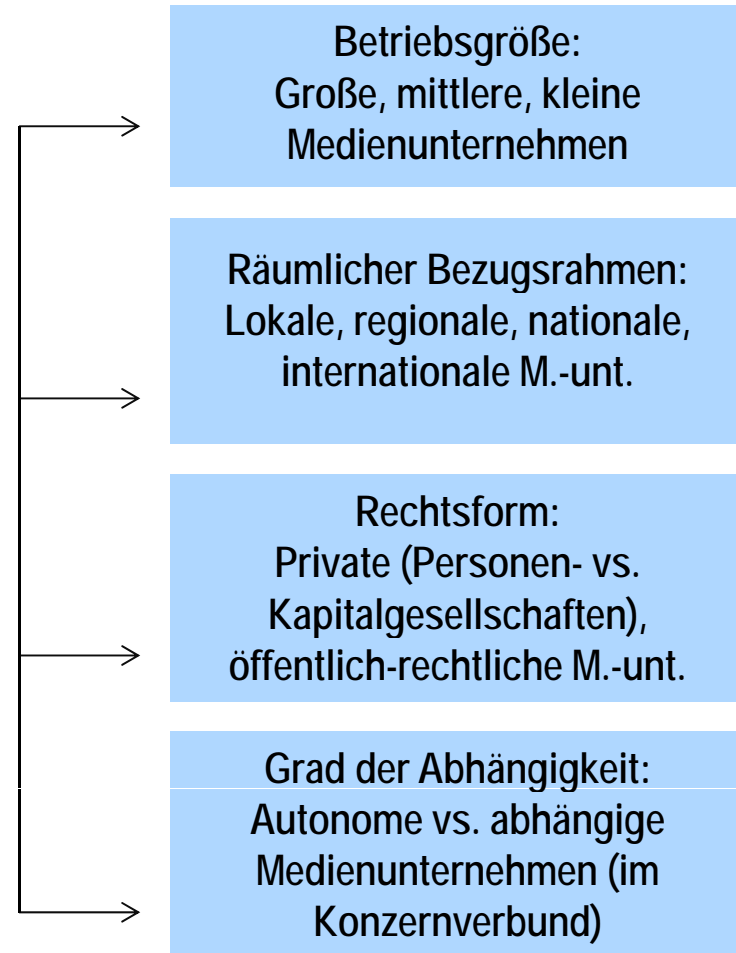 Betriebsgröße:
Große, mittlere, kleine
Medienunternehmen
Räumlicher Bezugsrahmen:
Lokale, regionale, nationale,
internationale M.-unt.
Rechtsform:
Private (Personen- vs.
Kapitalgesellschaften),
öffentlich-rechtliche M.-unt.
Grad der Abhängigkeit:
Autonome vs. abhängige
Medienunternehmen (im
Konzernverbund)